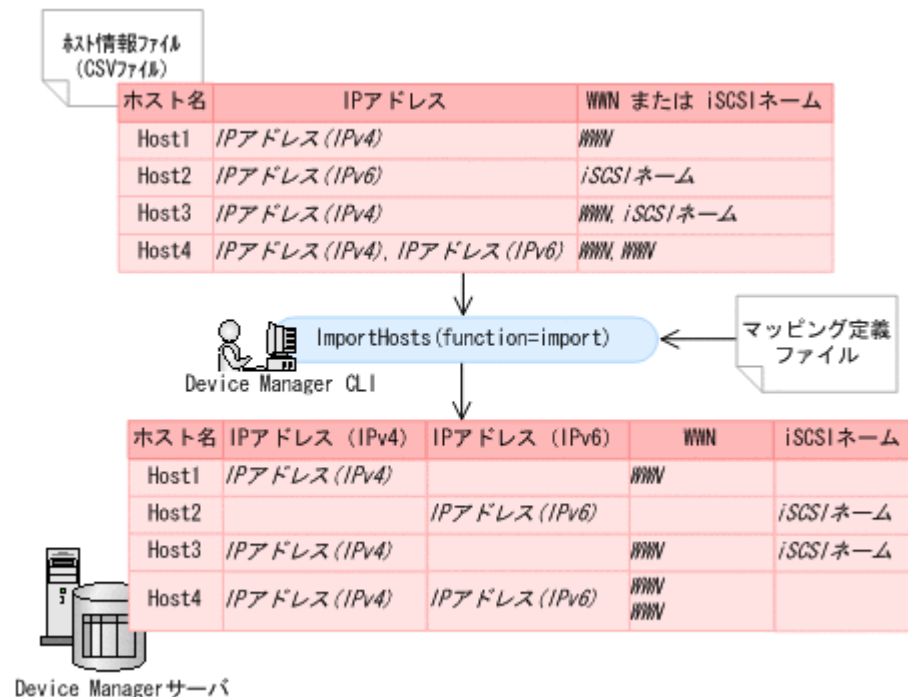 ホスト情報ファイル
(CSVファイル)
ホスト名 IPアドレス WWN または iSCSIネーム
Host1 IPアドレス(IPv4) WWN
Host2 IPアドレス(IPv6) iSCSIネーム
Host3 IPアドレス(IPv4) WWN, iSCSIネーム
Host4 IPアドレス(IPv4), IPアドレス(IPv6) WWN, WWN
ImportHosts(function=import)
マッピング定義
ファイル
Device Manager CLI
ホスト名 IPアドレス (IPv4) IPアドレス (IPv6) WWN iSCSIネーム
Host1 IPアドレス(IPv4) WWN
Host2 IPアドレス(IPv6) iSCSIネーム
Host3 IPアドレス(IPv4) WWN iSCSIネーム
Host4 IPアドレス(IPv4) IPアドレス(IPv6) WWN
WWN
Device Managerサーバ